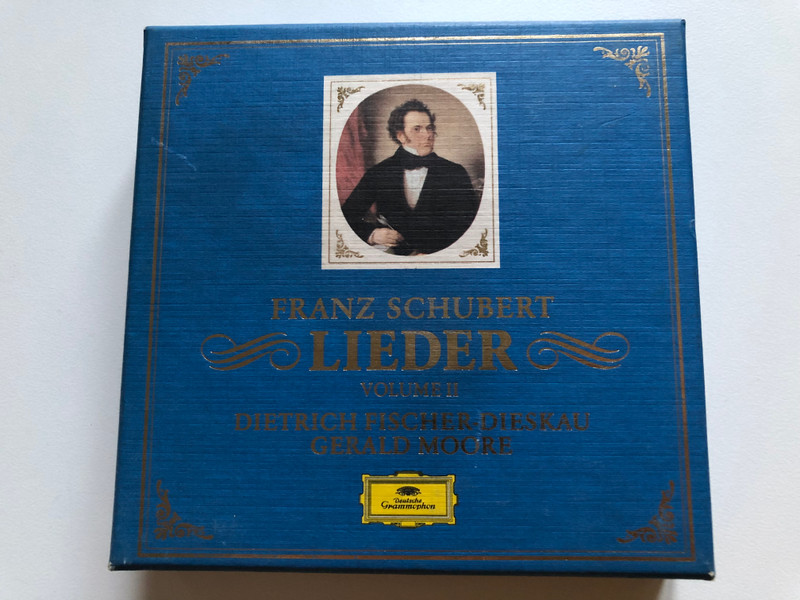 FRANZ SCHUBERT
LIEDER
VOLUME II
DIETRICH FISCHER-DIESKAU
GERALD MOORE
Deutsche
Grammophon